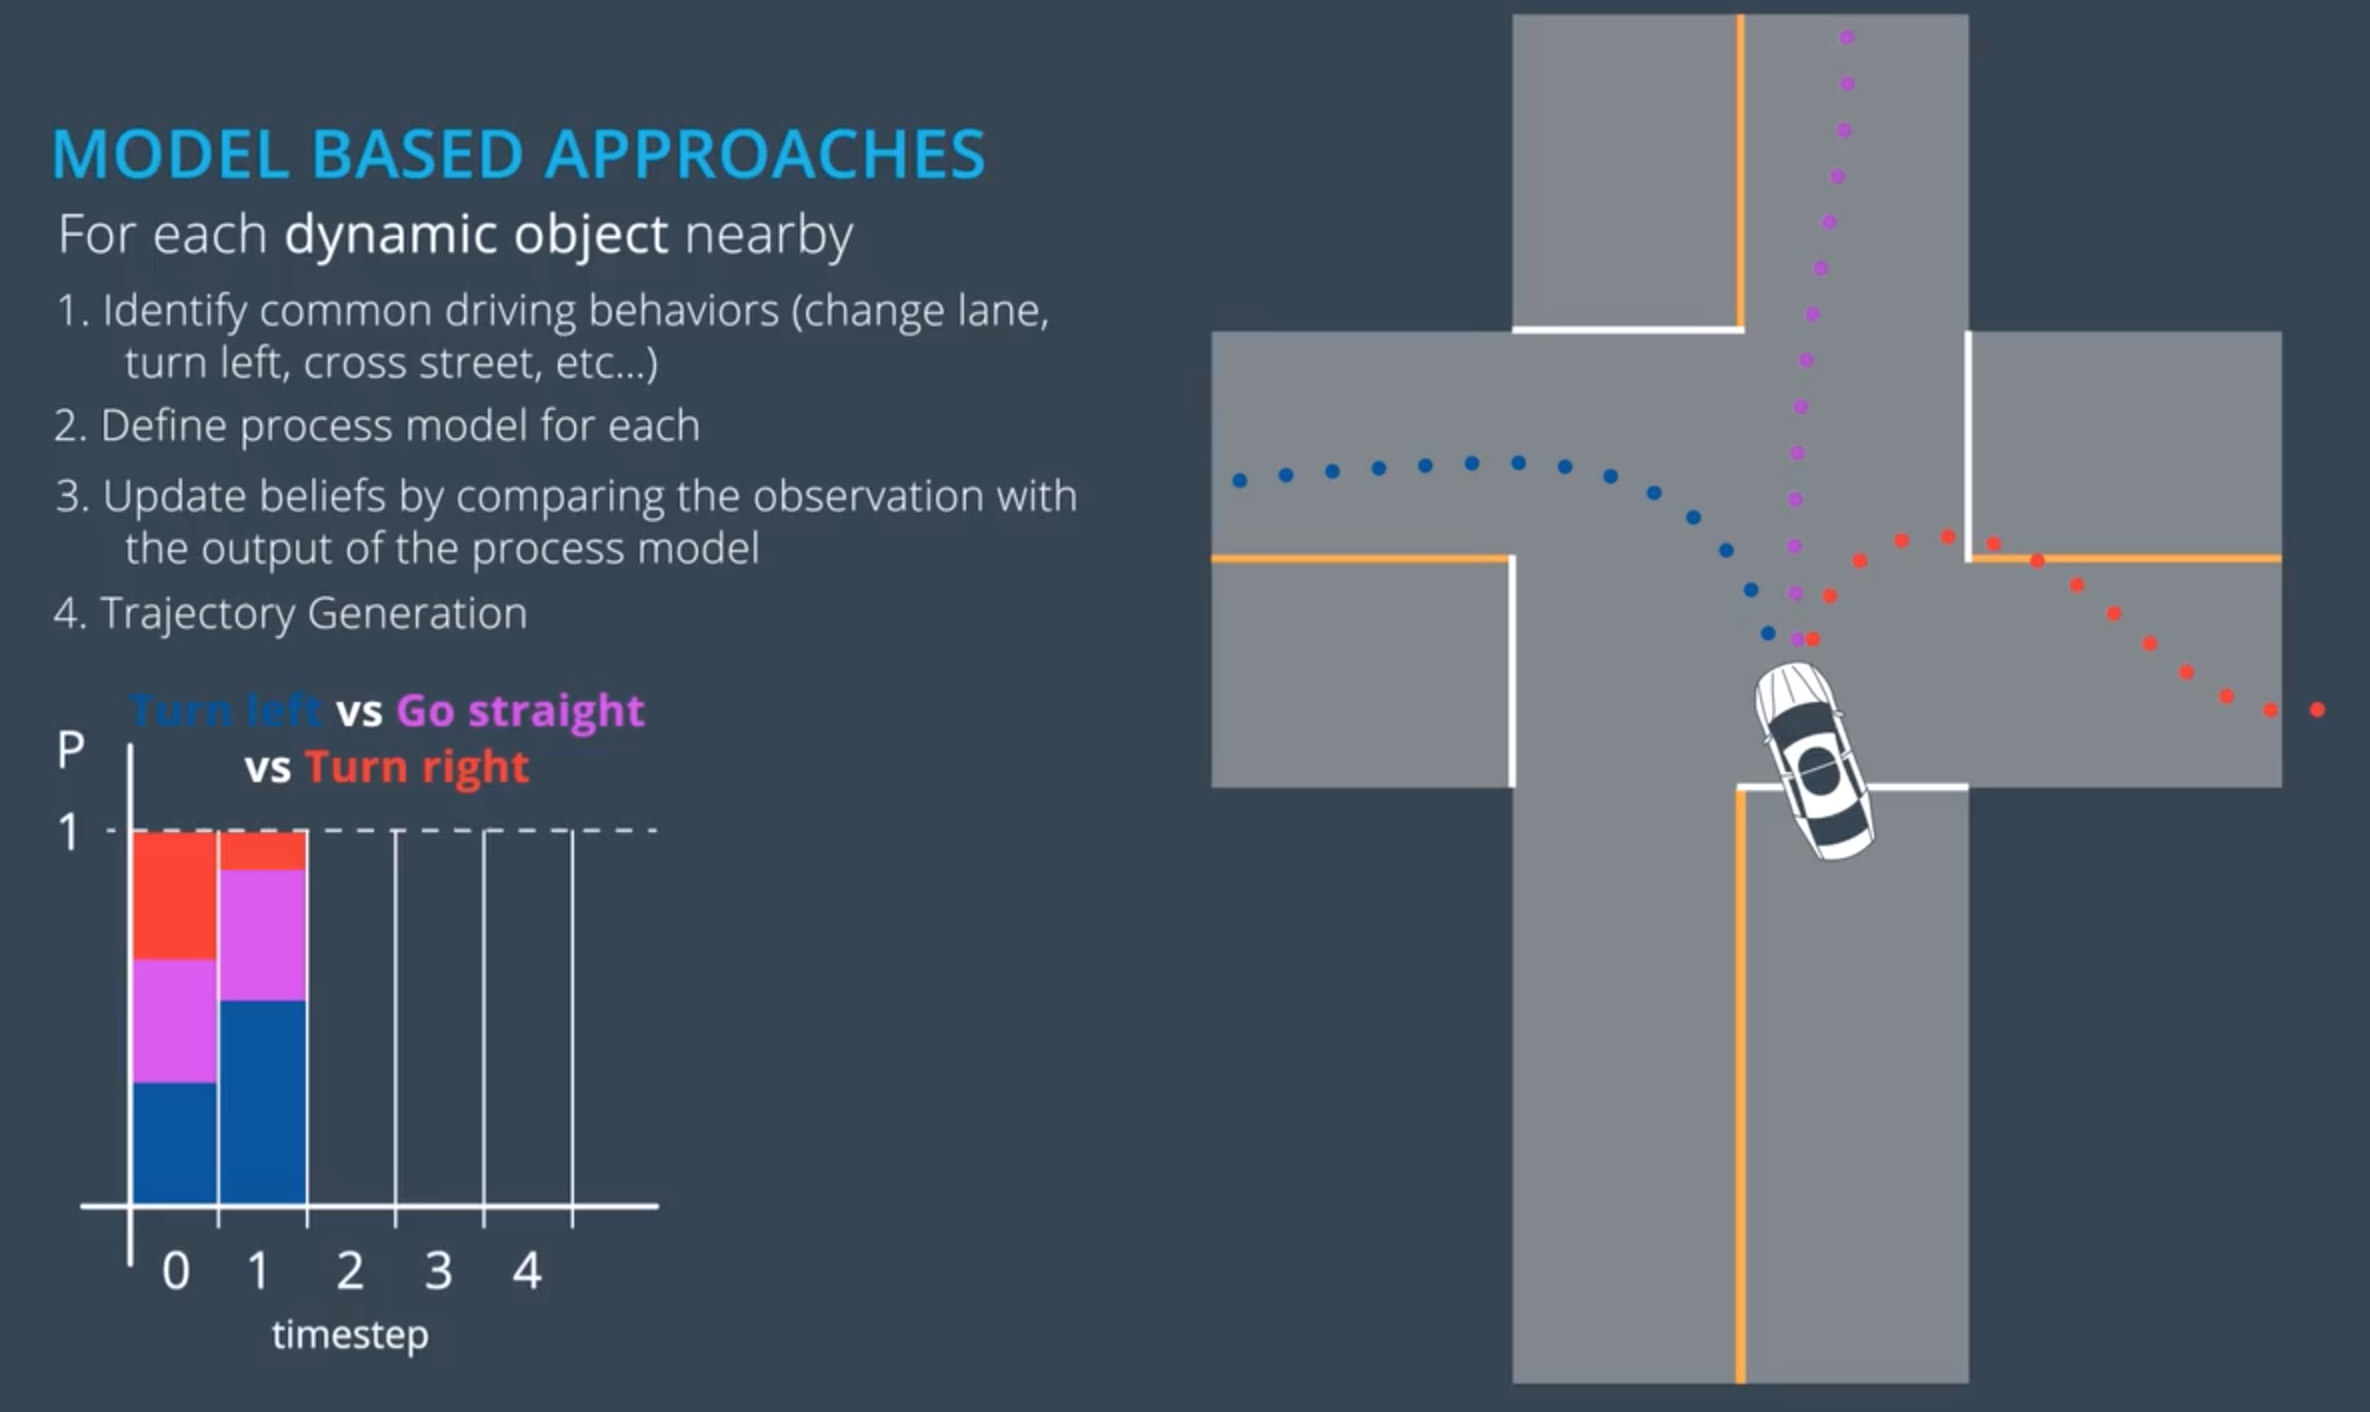 MODEL BASED APPROACHES
For each dynamic object nearby
1. Identify common driving behaviors (change lane,
turn left, cross street, etc...)
2. Define process model for each
3. Update beliefs by comparing the observation with
the output of the process model
4. Trajectory Generation
Turn left vs Go straight
vs Turn right
P
1
0 1 2 3 4
timestep